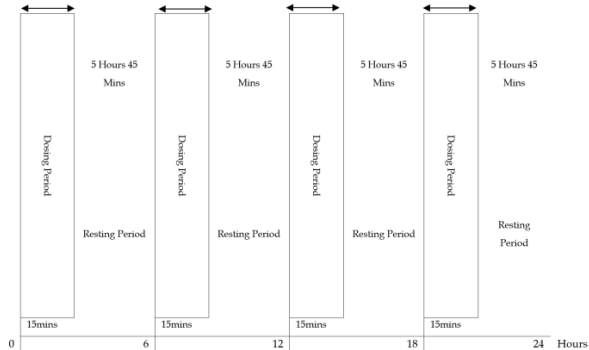 5 Hours 45
Mins
5 Hours 45
Mins
5 Hours 45
Mins
5 Hours 45
Mins
Dosing Period
Dosing Period
Dosing Period
Dosing Period
Resting Period
Resting Period
Resting Period
Resting
Period
15mins
15mins
15mins
15mins
0 6 12 18 24 Hours